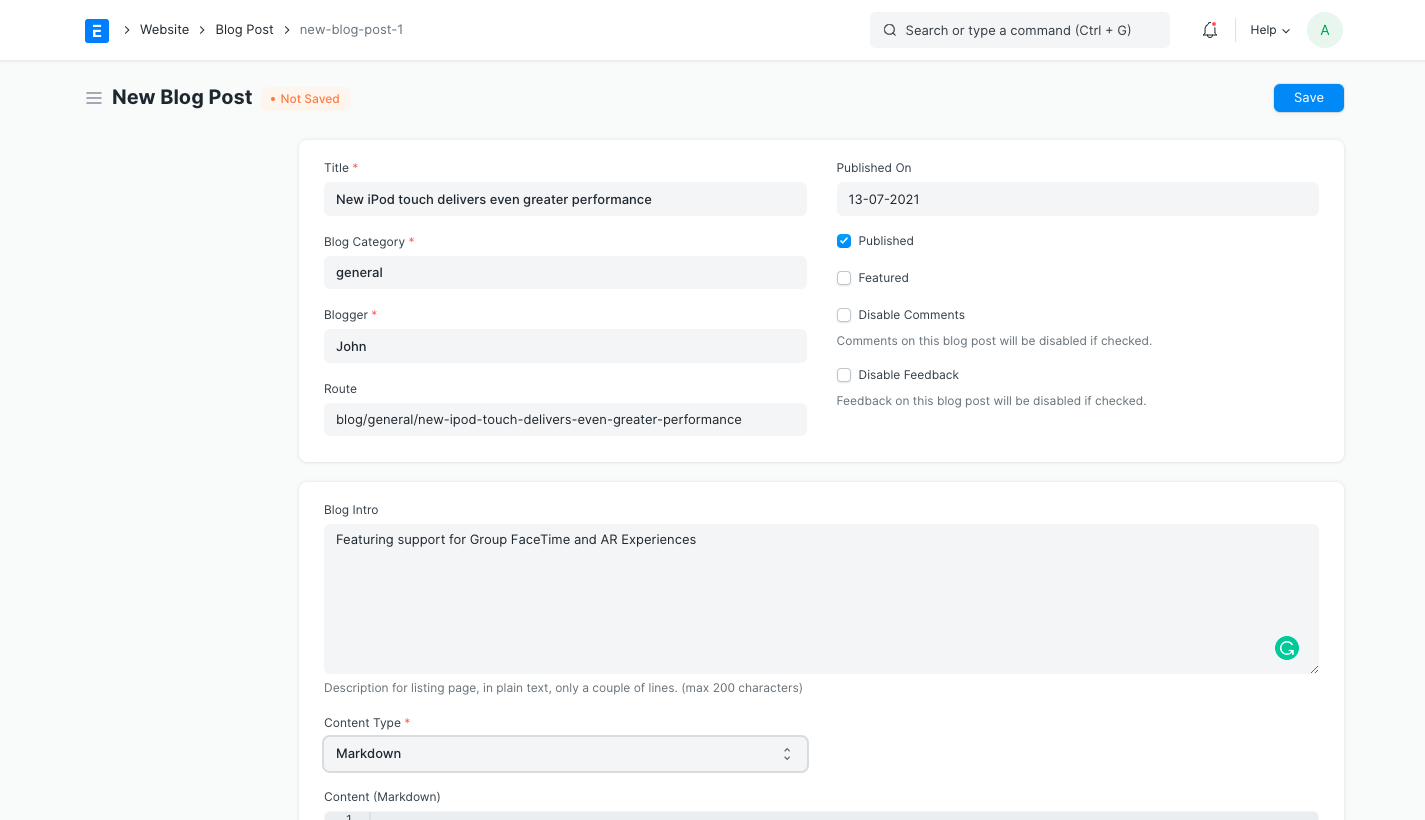 E Website Blog Post new-blog-post-1 Search or type a command (Ctrl + G) Help A
New Blog Post • Not Saved Save
Title *
New iPod touch delivers even greater performance
Blog Category *
general
Blogger *
John
Route
blog/general/new-ipod-touch-delivers-even-greater-performance
Published On
13-07-2021
Published
Featured
Disable Comments
Comments on this blog post will be disabled if checked.
Disable Feedback
Feedback on this blog post will be disabled if checked.
Blog Intro
Featuring support for Group FaceTime and AR Experiences
Description for listing page, in plain text, only a couple of lines. (max 200 characters)
Content Type *
Markdown
Content (Markdown)
1